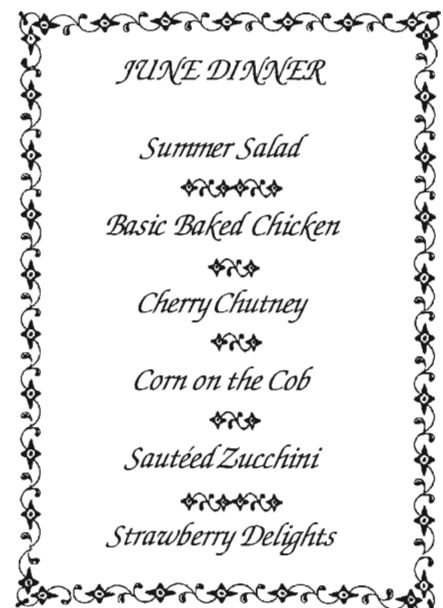 JUNE DINNER
Summer Salad
Basic Baked Chicken
Cherry Chutney
Corn on the Cob
Sautéed Zucchini
Strawberry Delights